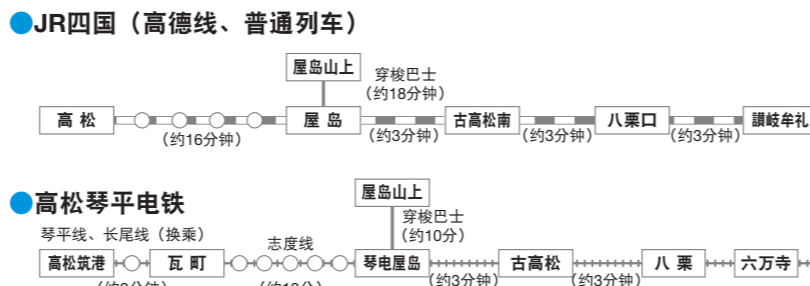 ●JR四国（高德线、普通列车）
屋岛山上
穿梭巴士
（约18分钟）
高松
屋岛
古高松南
八栗口
讃岐牟礼
（约16分钟）
（约3分钟）
（约3分钟）
（约3分钟）
●高松琴平电铁
屋岛山上
穿梭巴士
（约10分）
琴平线、长尾线（换乘）
志度线
高松筑港
瓦町
琴电屋岛
古高松
八栗
六万寺
（约3分钟）
（约3分钟）